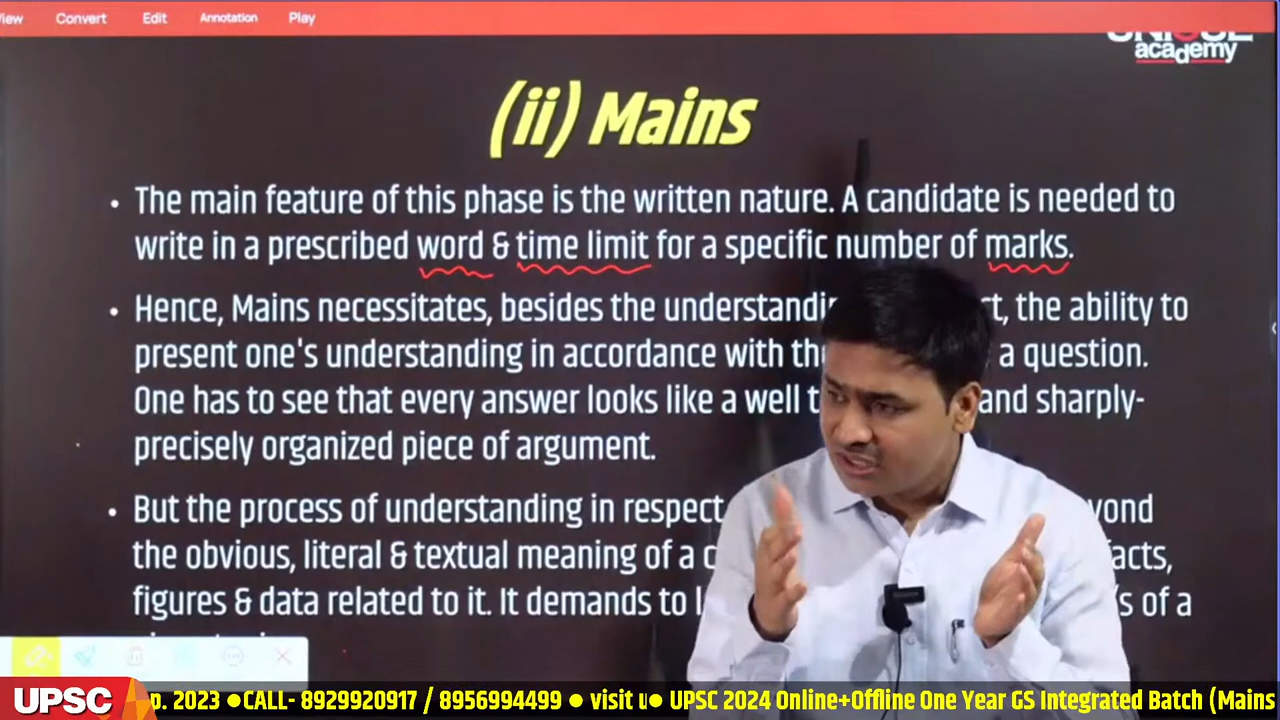 View Convert Edit Annotation Play
academy
(ii) Mains
• The main feature of this phase is the written nature. A candidate is needed to
write in a prescribed word & time limit for a specific number of marks.
• Hence, Mains necessitates, besides the understandin t, the ability to
present one's understanding in accordance with a question.
One has to see that every answer looks like a well and sharply-
precisely organized piece of argument.
• But the process of understanding in respect yond
the obvious, literal & textual meaning of a acts,
figures & data related to it. It demands to of a
UPSC p. 2023 ●CALL- 8929920917 / 8956994499 ● visit u● UPSC 2024 Online+Offline One Year GS Integrated Batch (Mains